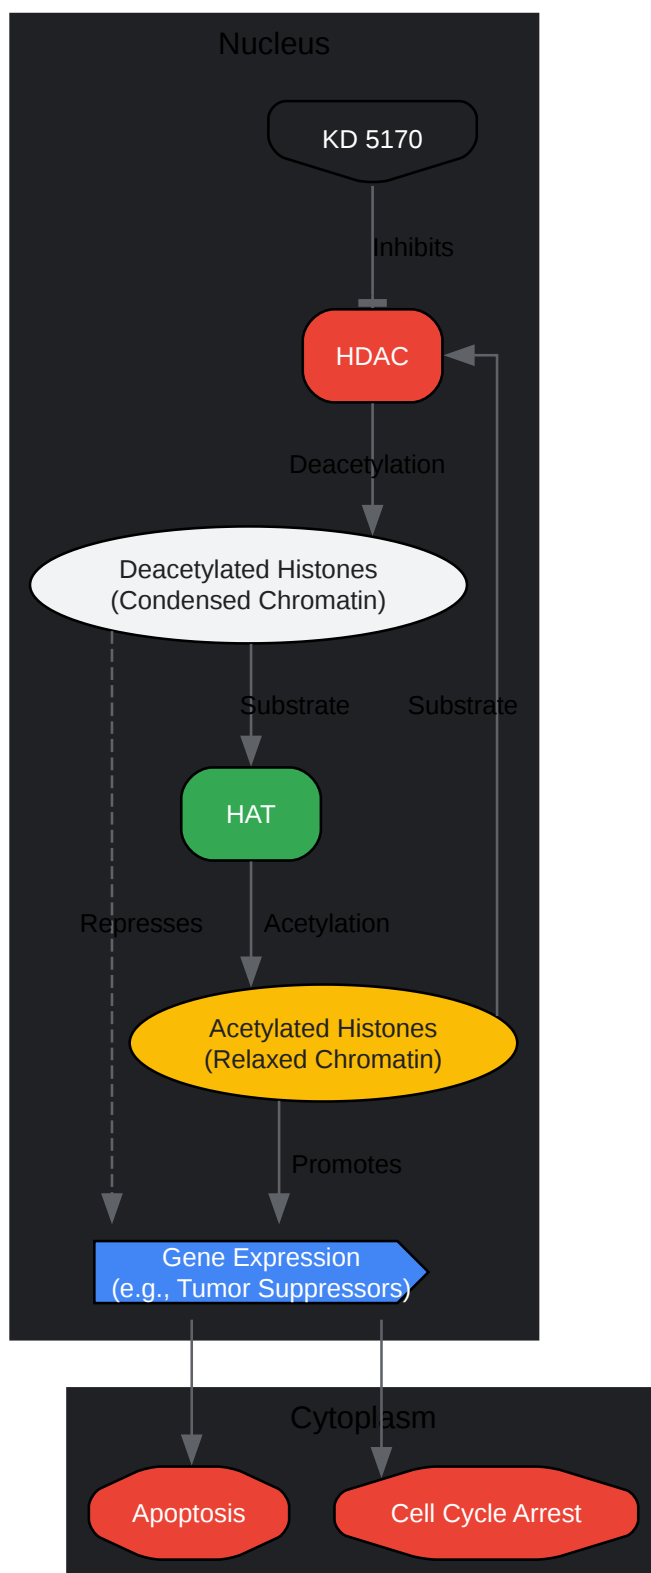 Nucleus
KD 5170
Inhibits
HDAC
Deacetylation
Deacetylated Histones
(Condensed Chromatin)
Substrate
Substrate
HAT
Represses
Acetylation
Acetylated Histones
(Relaxed Chromatin)
Promotes
Gene Expression
(e.g., Tumor Suppressors)
Cytoplasm
Apoptosis
Cell Cycle Arrest